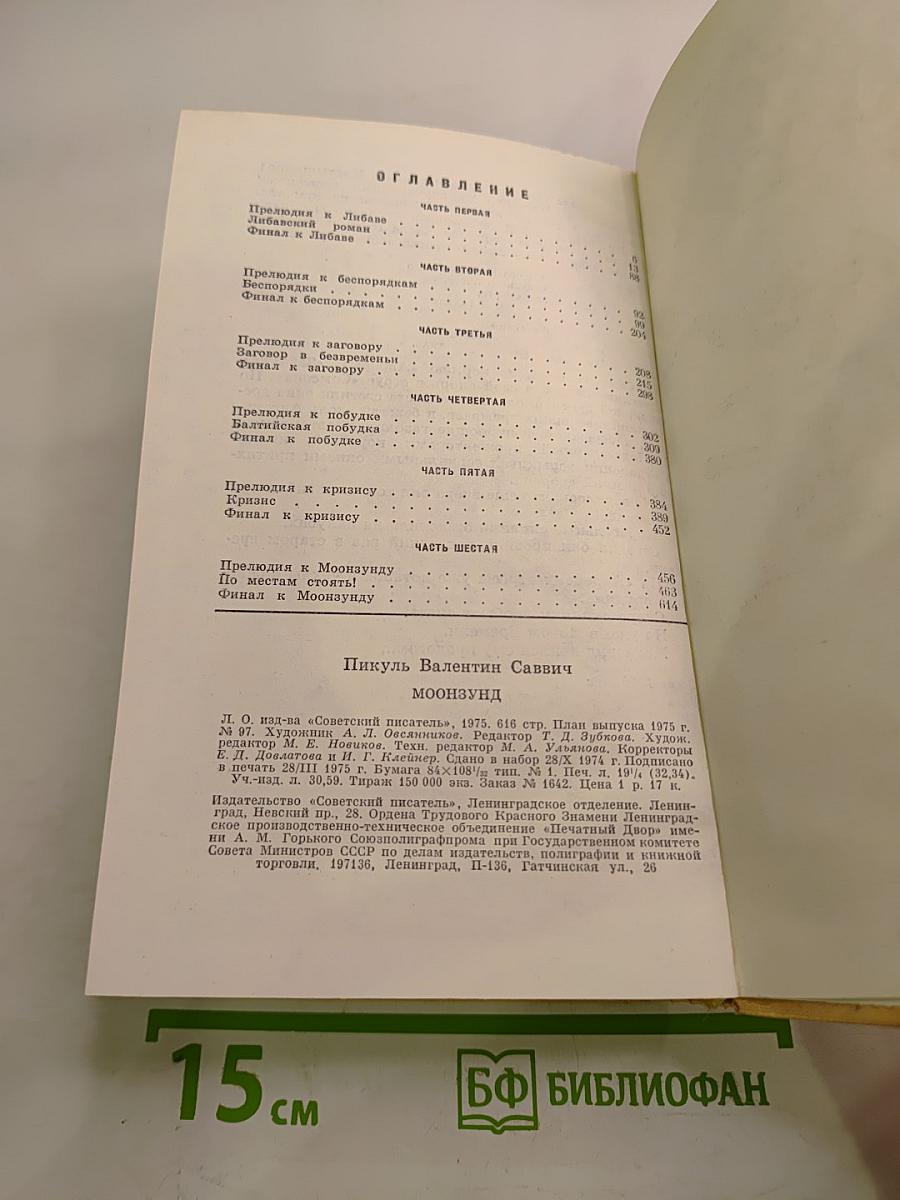 ОГЛАВЛЕНИЕ
ЧАСТЬ ПЕРВАЯ
Прелюдия к Либаве . . . . . . . . . . . . . 6
Либавский роман . . . . . . . . . . . . . 13
Финал к Либаве . . . . . . . . . . . . . 88
ЧАСТЬ ВТОРАЯ
Прелюдия к беспорядкам . . . . . . . . . . . 92
Беспорядки . . . . . . . . . . . . . . . 99
Финал к беспорядкам . . . . . . . . . . . . 204
ЧАСТЬ ТРЕТЬЯ
Прелюдия к заговору . . . . . . . . . . . . 208
Заговор в безвременьи . . . . . . . . . . . . 215
Финал к заговору . . . . . . . . . . . . . 298
ЧАСТЬ ЧЕТВЕРТАЯ
Прелюдия к побудке . . . . . . . . . . . . . 302
Балтийская побудка . . . . . . . . . . . . . 309
Финал к побудке . . . . . . . . . . . . . . 380
ЧАСТЬ ПЯТАЯ
Прелюдия к кризису . . . . . . . . . . . . . 384
Кризис . . . . . . . . . . . . . . . . . 389
Финал к кризису . . . . . . . . . . . . . . 452
ЧАСТЬ ШЕСТАЯ
Прелюдия к Моонзунду . . . . . . . . . . . . 456
По местам стоять! . . . . . . . . . . . . . . 463
Финал к Моонзунду . . . . . . . . . . . . . 614
Пикуль Валентин Саввич
МООНЗУНД
Л. О. изд-ва «Советский писатель», 1975. 616 стр. План выпуска 1975 г.
№ 97. Художник А. Л. Овсянников. Редактор Т. Д. Зубкова. Худож.
редактор М. Е. Новиков. Техн. редактор М. А. Ульянова. Корректоры
Е. Д. Довлатова и И. Г. Клейнер. Сдано в набор 28/X 1974 г. Подписано
в печать 28/III 1975 г. Бумага 84×108¹/₃₂ тип. № 1. Печ. л. 19¹/₄ (32,34).
Уч.-изд. л. 30,59. Тираж 150 000 экз. Заказ № 1642. Цена 1 р. 17 к.
Издательство «Советский писатель», Ленинградское отделение. Ленин-
град, Невский пр., 28. Ордена Трудового Красного Знамени Ленинград-
ское производственно-техническое объединение «Печатный Двор» име-
ни А. М. Горького Союзполиграфпрома при Государственном комитете
Совета Министров СССР по делам издательств, полиграфии и книжной
торговли. 197136, Ленинград, П-136, Гатчинская ул., 26
15 см
БФ БИБЛИОФАН